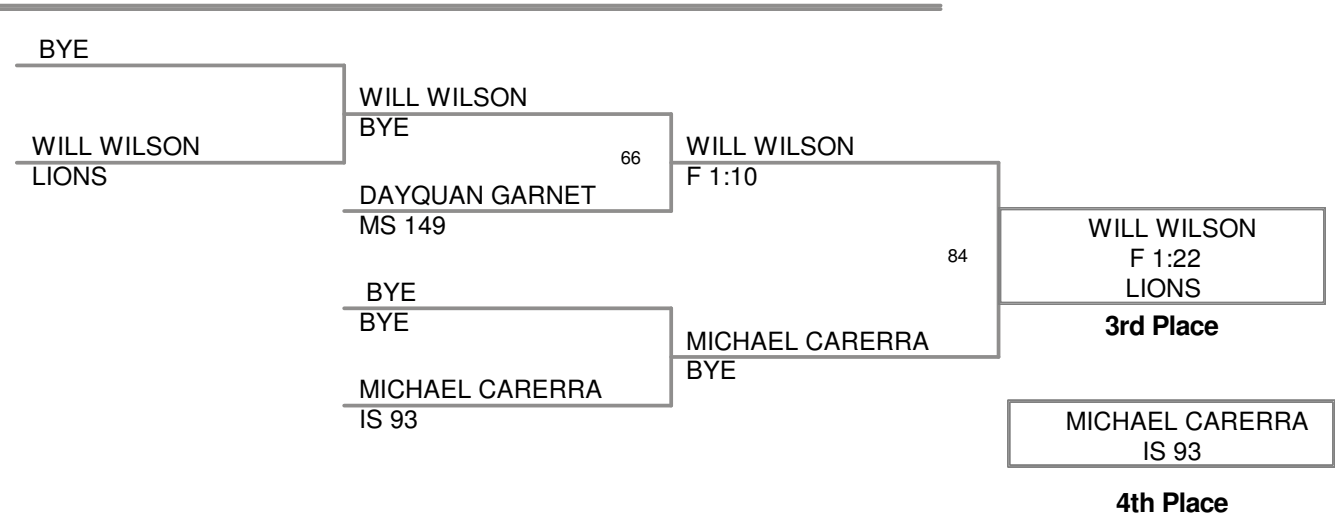 BYE
WILL WILSON
LIONS
WILL WILSON
BYE
66
DAYQUAN GARNET
MS 149
BYE
BYE
MICHAEL CARERRA
IS 93
WILL WILSON
F 1:10
84
MICHAEL CARERRA
BYE
WILL WILSON
F 1:22
LIONS
3rd Place
MICHAEL CARERRA
IS 93
4th Place